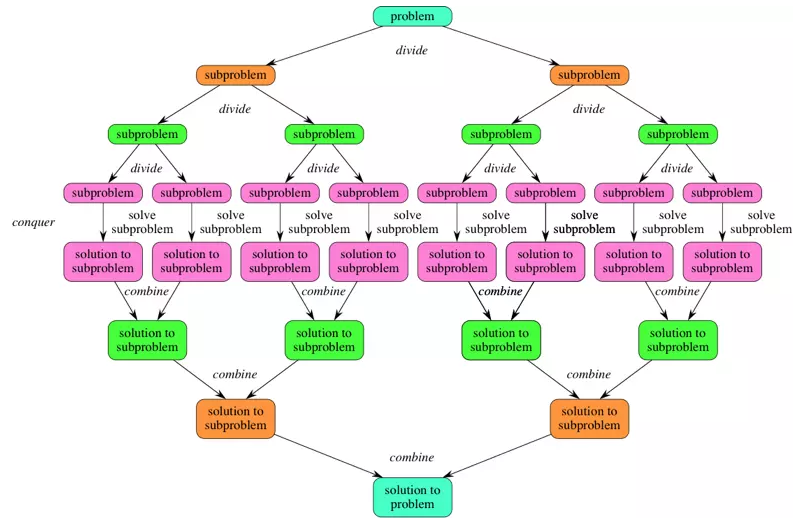 problem
divide
subproblem
subproblem
divide
divide
subproblem
subproblem
subproblem
subproblem
divide
divide
divide
divide
subproblem
subproblem
subproblem
subproblem
subproblem
subproblem
subproblem
subproblem
conquer
solve
subproblem
solve
subproblem
solve
subproblem
solve
subproblem
solve
subproblem
solve
subproblem
solve
subproblem
solve
subproblem
solution to
subproblem
solution to
subproblem
solution to
subproblem
solution to
subproblem
solution to
subproblem
solution to
subproblem
solution to
subproblem
solution to
subproblem
combine
combine
combine
combine
solution to
subproblem
solution to
subproblem
solution to
subproblem
solution to
subproblem
combine
combine
solution to
subproblem
solution to
subproblem
combine
solution to
problem